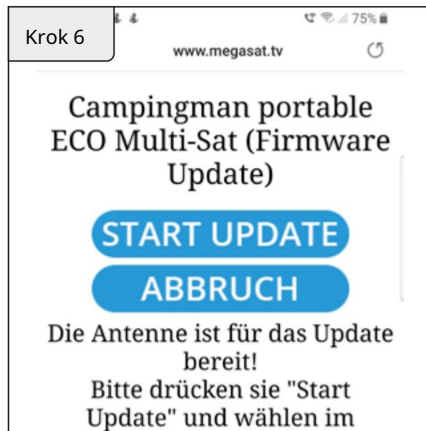 Krok 6
75%
www.megasat.tv
Campingman portable
ECO Multi-Sat (Firmware
Update)
START UPDATE
ABBRUCH
Die Antenne ist für das Update
bereit!
Bitte drücken sie "Start
Update" und wählen im